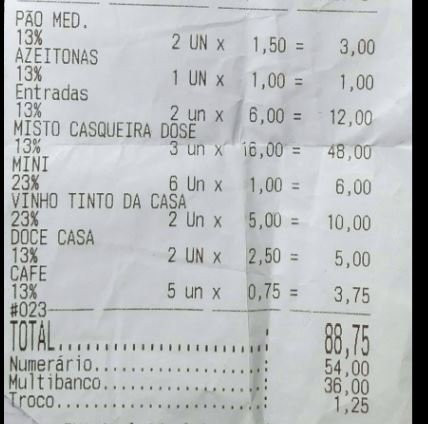 PÃO MED.
13% 2 UN x 1,50 = 3,00
AZEITONAS
13% 1 UN x 1,00 = 1,00
Entradas
13% 2 un x 6,00 = 12,00
MISTO CASQUEIRA DOSE
13% 3 un x 16,00 = 48,00
MINI
23% 6 Un x 1,00 = 6,00
VINHO TINTO DA CASA
23% 2 Un x 5,00 = 10,00
DOCE CASA
13% 2 UN x 2,50 = 5,00
CAFE
13% 5 un x 0,75 = 3,75
#023
TOTAL......................: 88,75
Numerário..................: 54,00
Multibanco.................: 36,00
Troco......................: 1,25